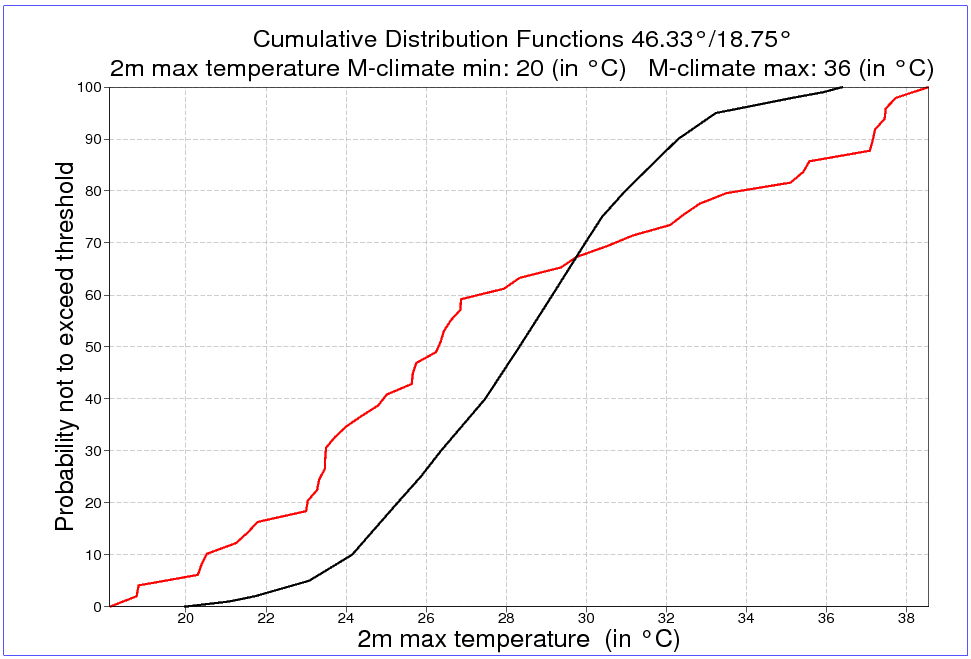 Cumulative Distribution Functions 46.33°/18.75°
2m max temperature M-climate min: 20 (in °C)   M-climate max: 36 (in °C)
100
90
80
70
60
50
40
30
20
10
0
Probability not to exceed threshold
20 22 24 26 28 30 32 34 36 38
2m max temperature  (in °C)